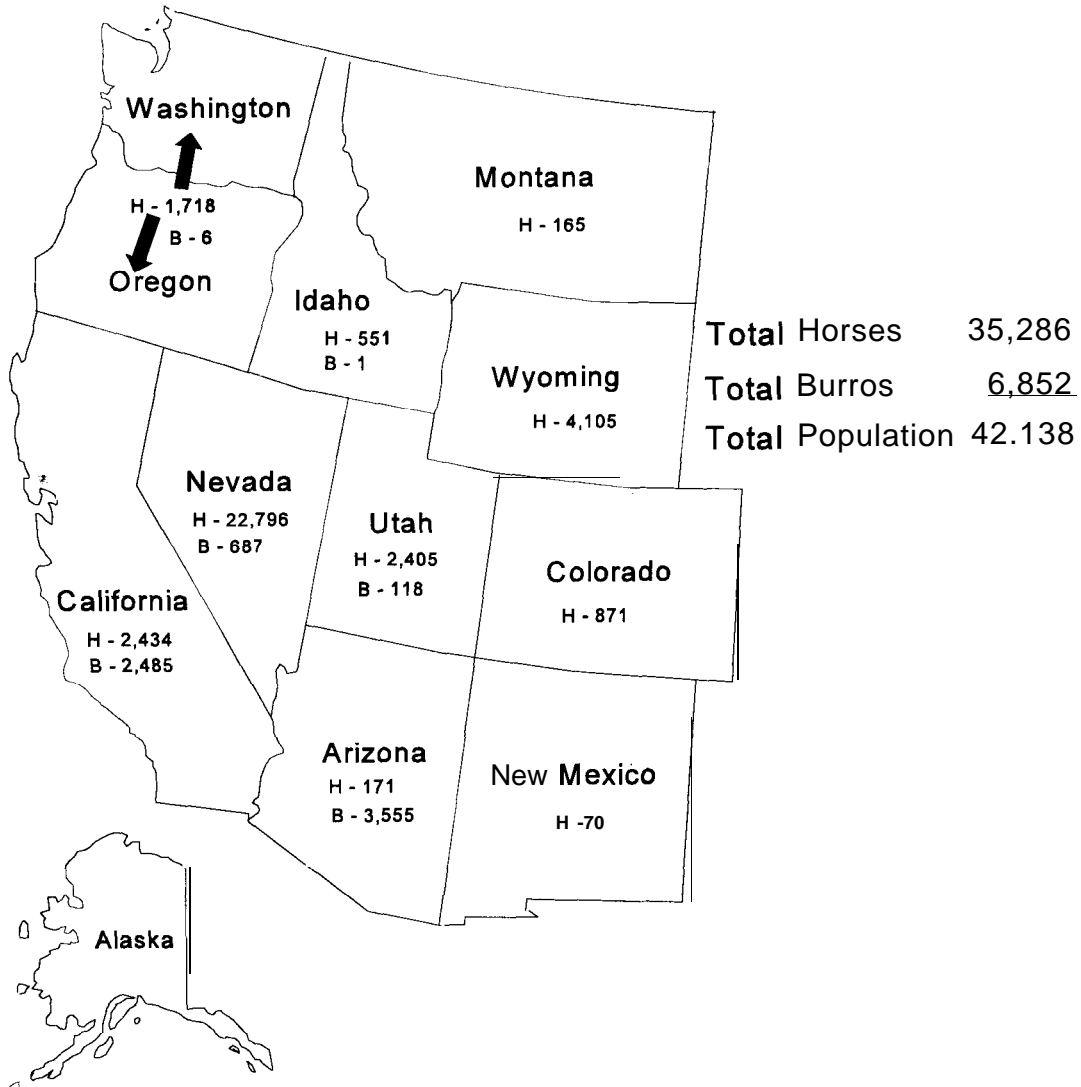 Washington
H - 1,718
B - 6
Oregon
Montana
H - 165
Idaho
H - 551
B - 1
Wyoming
H - 4,105
Total Horses 35,286
Total Burros 6,852
Total Population 42.138
Nevada
H - 22,796
B - 687
Utah
H - 2,405
B - 118
Colorado
H - 871
California
H - 2,434
B - 2,485
Arizona
H - 171
B - 3,555
New Mexico
H -70
Alaska